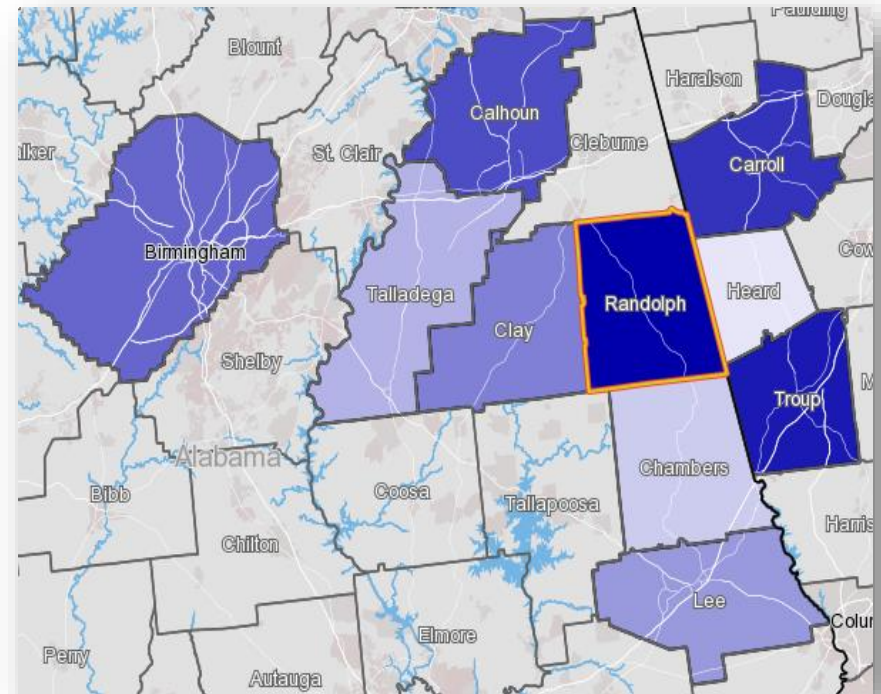 Paulding
Blount
Haralson
Dougla
Calhoun
Cleburne
alker
St. Clair
Carroll
Birmingham
Cow
Talladega
Randolph
Heard
Clay
Shelby
Troup
M
Alabama
Chambers
Bibb
Coosa
Tallapoosa
Harris
Chilton
Lee
Colum
Elmore
Perry
Autauga